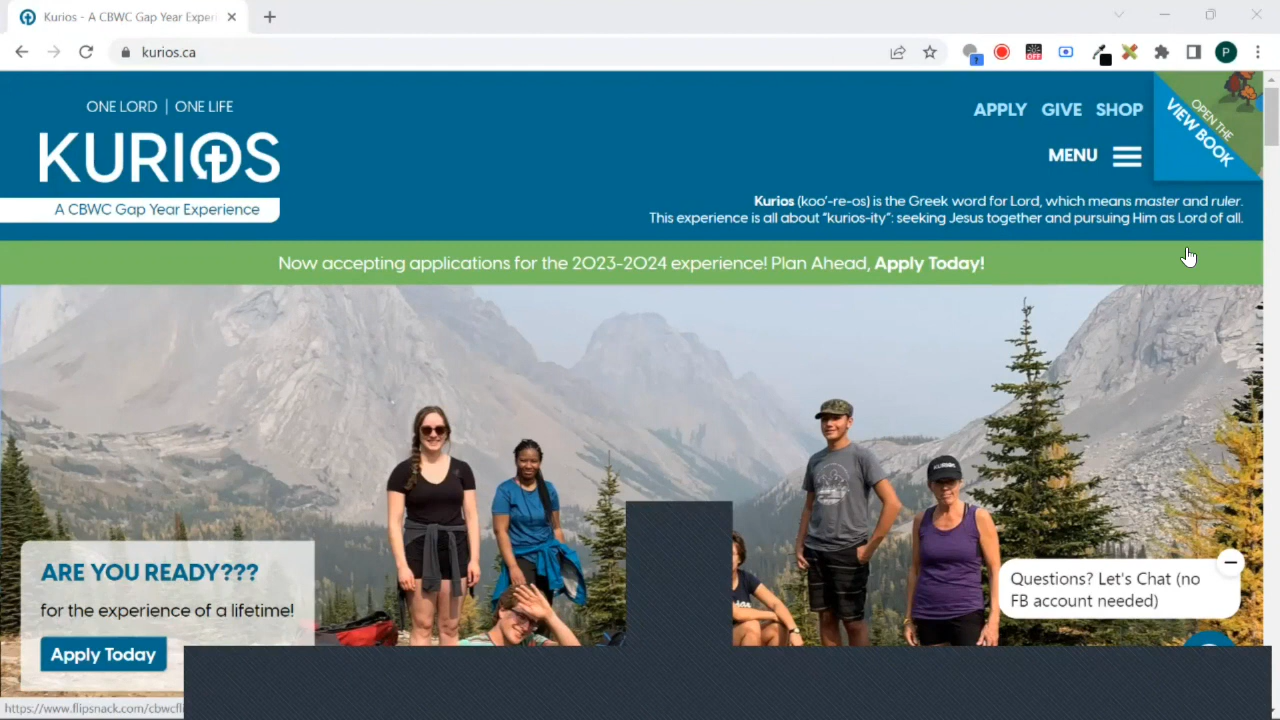 Kurios - A CBWC Gap Year Exper
kurios.ca
OFF
7
P
ONE LORD | ONE LIFE
KURIOS
A CBWC Gap Year Experience
APPLY GIVE SHOP
MENU
OPEN THE
VIEW BOOK
Kurios (koo’-re-os) is the Greek word for Lord, which means master and ruler.
This experience is all about “kurios-ity”: seeking Jesus together and pursuing Him as Lord of all.
Now accepting applications for the 2023-2024 experience! Plan Ahead, Apply Today!
ARE YOU READY???
for the experience of a lifetime!
Apply Today
Questions? Let's Chat (no
FB account needed)
https://www.flipsnack.com/cbwcfli